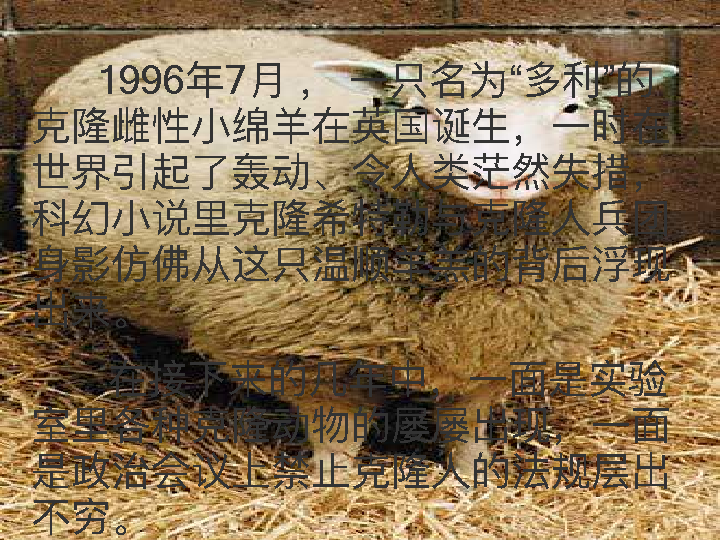 1996年7月 ， 一只名为“多利”的
克隆雌性小绵羊在英国诞生，一时在
世界引起了轰动、令人类茫然失措，
科幻小说里克隆希特勒与克隆人兵团
身影仿佛从这只温顺羊羔的背后浮现
出来。
在接下来的几年中，一面是实验
室里各种克隆动物的屡屡出现，一面
是政治会议上禁止克隆人的法规层出
不穷。